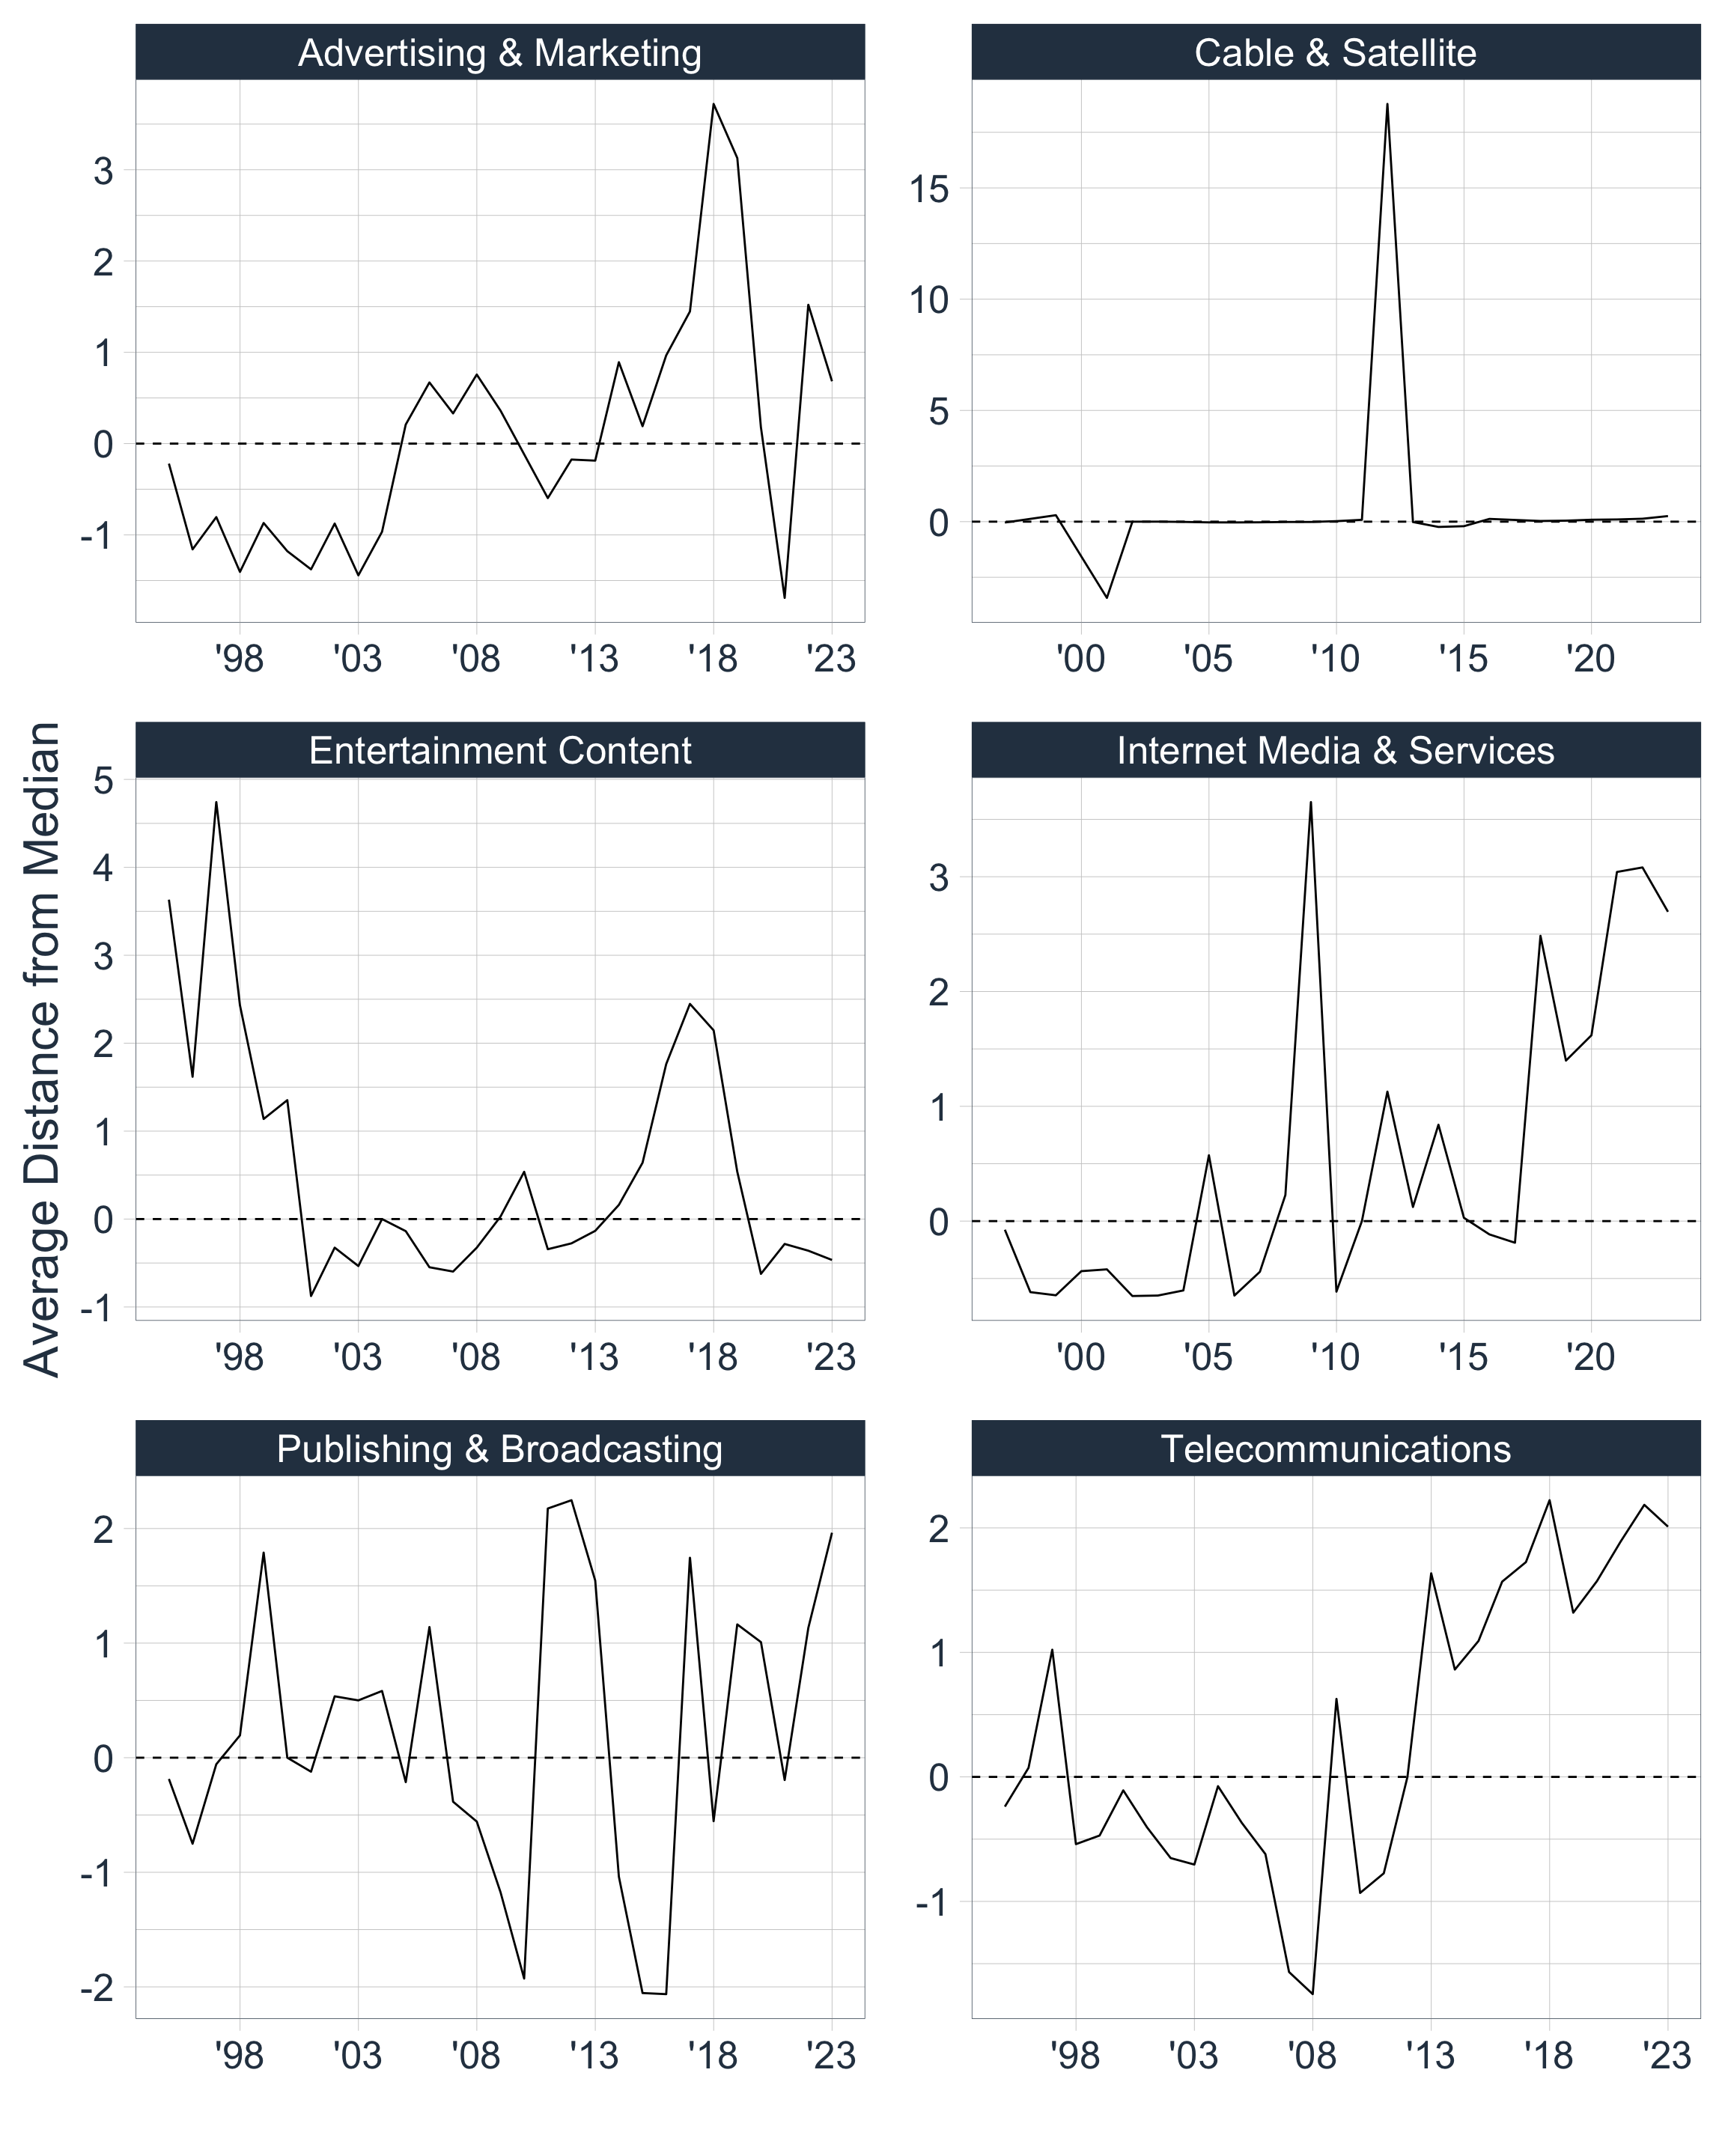 Average Distance from Median
Advertising & Marketing
3
2
1
0
-1
'98 '03 '08 '13 '18 '23
Cable & Satellite
15
10
5
0
'00 '05 '10 '15 '20
Entertainment Content
5
4
3
2
1
0
-1
'98 '03 '08 '13 '18 '23
Internet Media & Services
3
2
1
0
'00 '05 '10 '15 '20
Publishing & Broadcasting
2
1
0
-1
-2
'98 '03 '08 '13 '18 '23
Telecommunications
2
1
0
-1
'98 '03 '08 '13 '18 '23